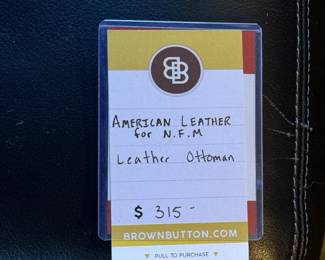 AMERICAN LEATHER
for N.F.M
Leather Ottoman
$ 315-
BROWNBUTTON.COM
PULL TO PURCHASE